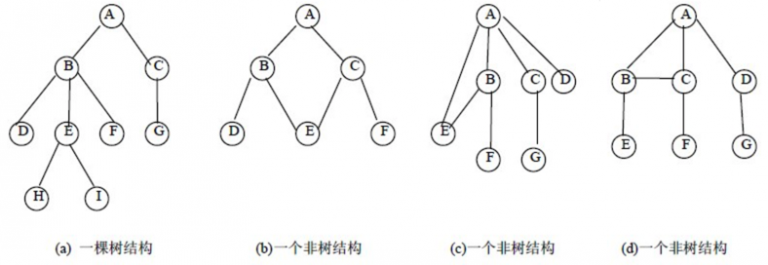 A A A A
B C B C B C D B C D
D E F G D E F E F G E F G
H I
(a) 一棵树结构 (b)一个非树结构 (c)一个非树结构 (d)一个非树结构